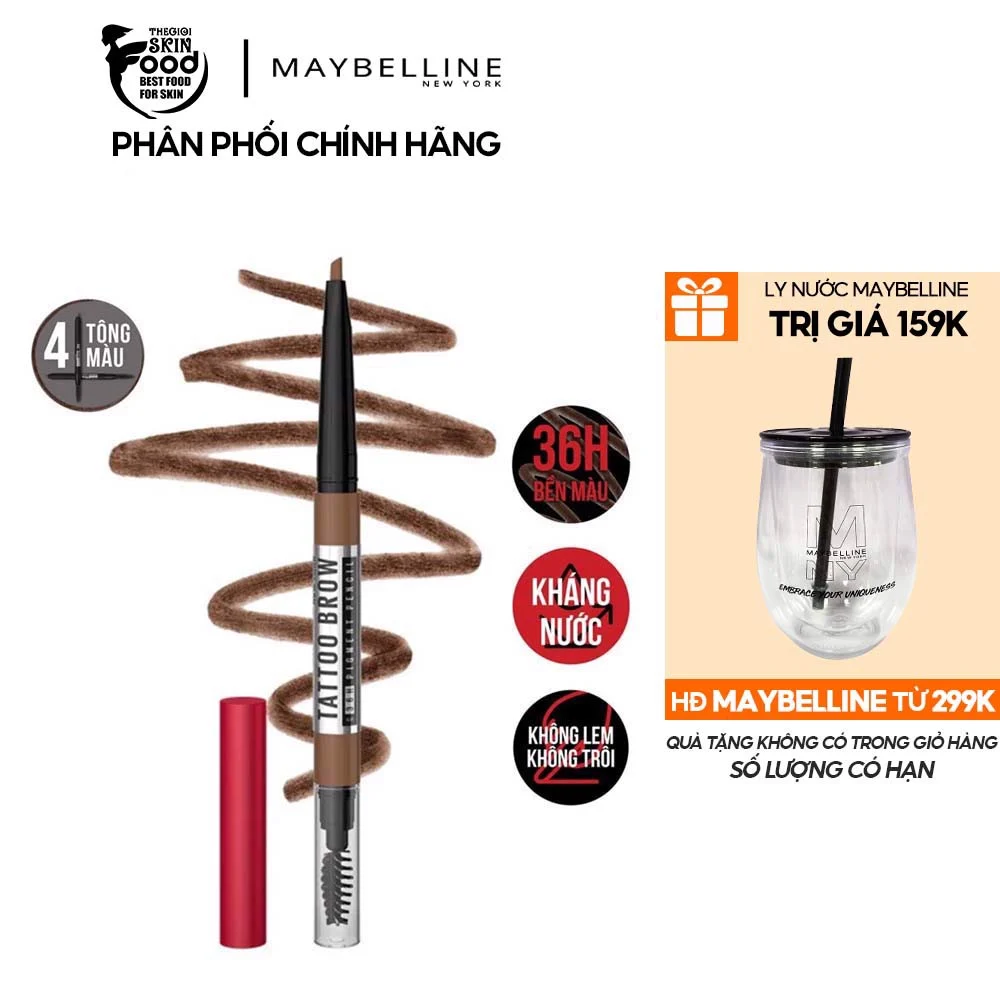 THEGIOI
SKIN
Food
BEST FOOD
FOR SKIN
MAYBELLINE
NEW YORK
PHÂN PHỐI CHÍNH HÃNG
4 TÔNG
MÀU
36H
BỀN MÀU
KHÁNG
NƯỚC
KHÔNG LEM
KHÔNG TRÔI
TATTOO BROW
36H PIGMENT PENCIL
LY NƯỚC MAYBELLINE
TRỊ GIÁ 159K
M
MAYBELLINE
NEW YORK
NY
EMBRACE YOUR UNIQUENESS
HĐ MAYBELLINE TỪ 299K
QUÀ TẶNG KHÔNG CÓ TRONG GIỎ HÀNG
SỐ LƯỢNG CÓ HẠN